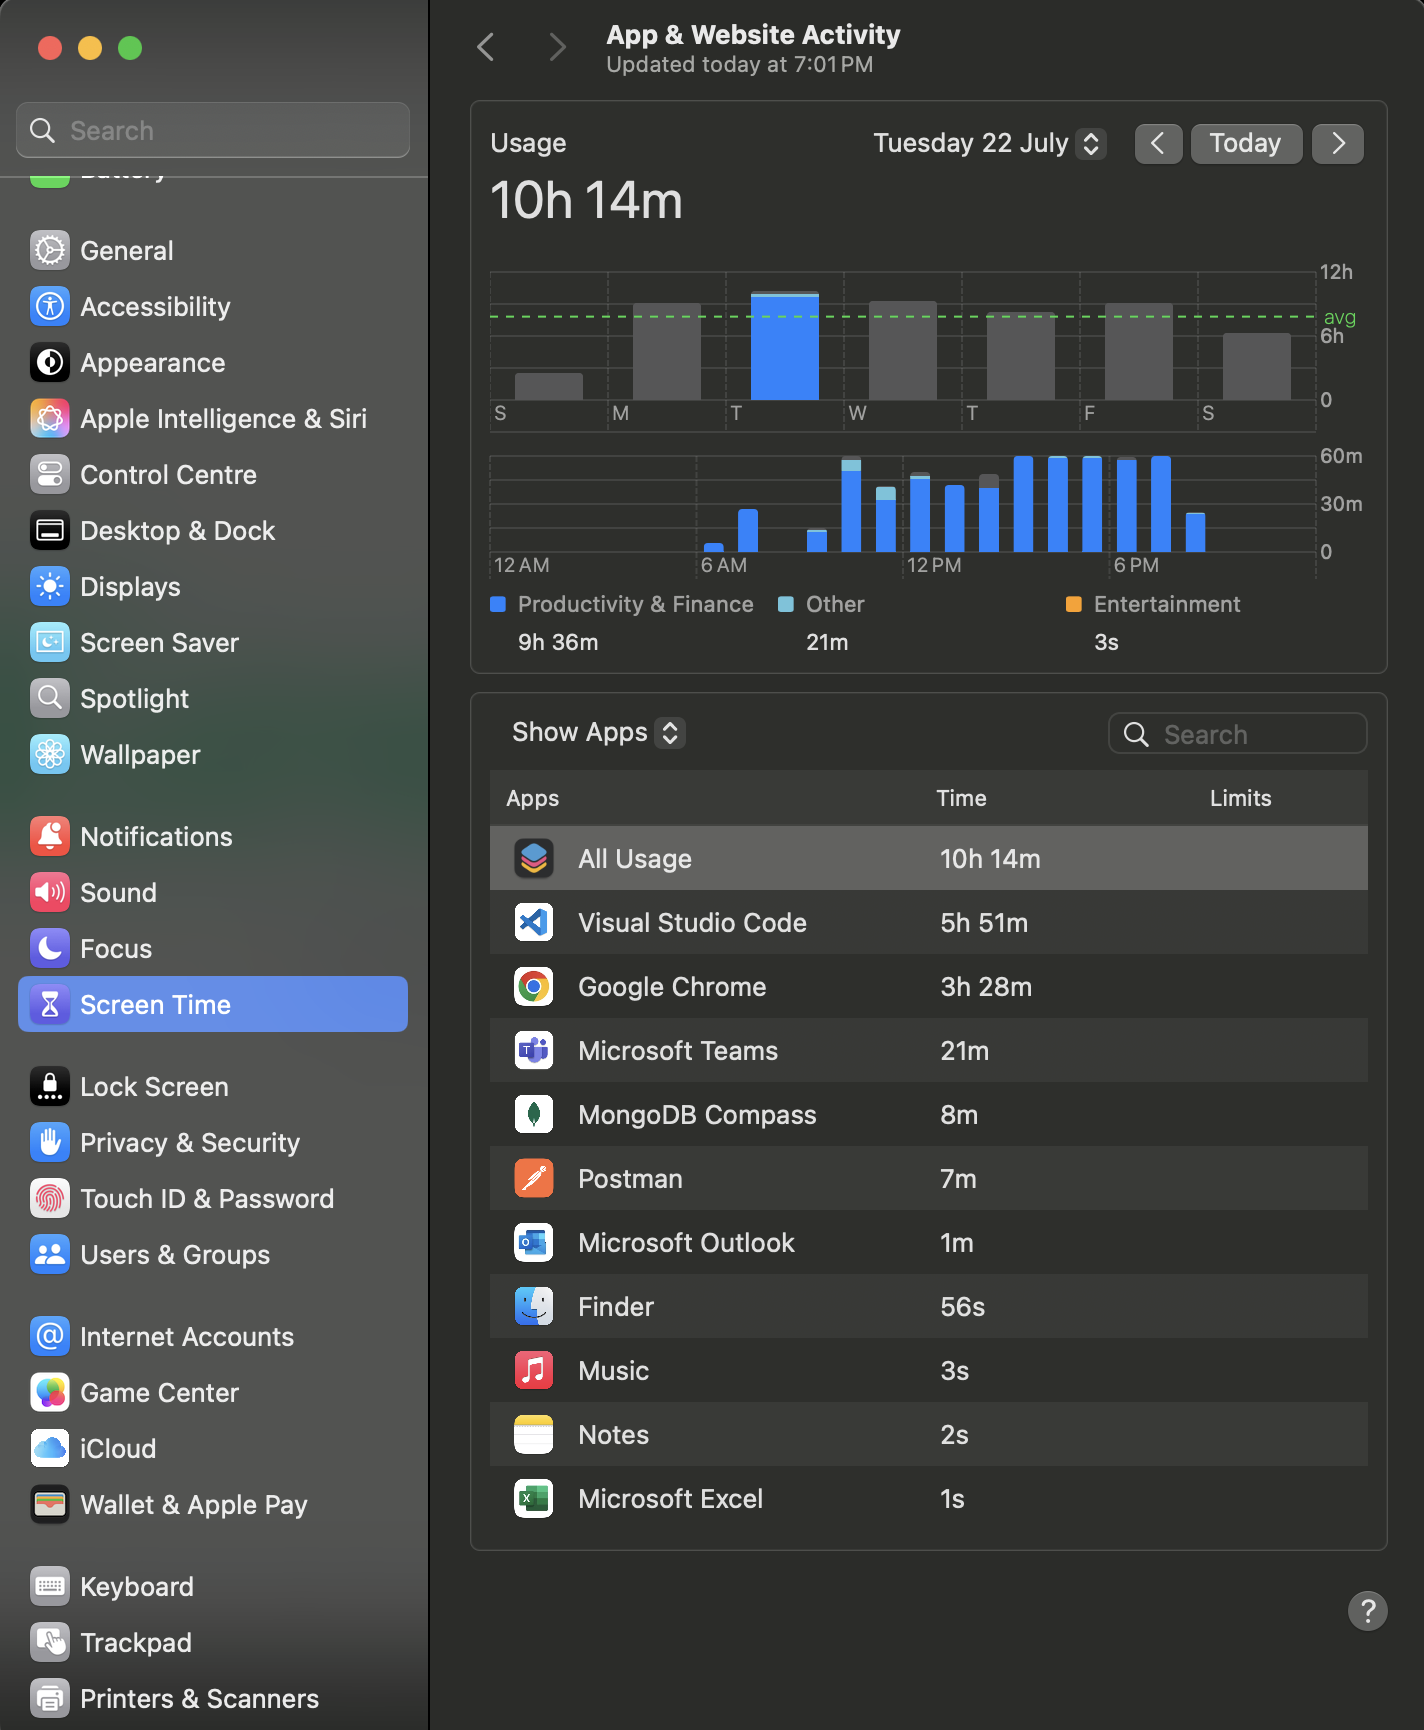 Search
Battery
General
Accessibility
Appearance
Apple Intelligence & Siri
Control Centre
Desktop & Dock
Displays
Screen Saver
Spotlight
Wallpaper
Notifications
Sound
Focus
Screen Time
Lock Screen
Privacy & Security
Touch ID & Password
Users & Groups
Internet Accounts
Game Center
iCloud
Wallet & Apple Pay
Keyboard
Trackpad
Printers & Scanners
App & Website Activity
Updated today at 7:01 PM
Usage
Tuesday 22 July
Today
10h 14m
12h
avg
6h
0
S M T W T F S
60m
30m
0
12 AM 6 AM 12 PM 6 PM
Productivity & Finance Other Entertainment
9h 36m 21m 3s
Show Apps
Search
Apps Time Limits
All Usage 10h 14m
Visual Studio Code 5h 51m
Google Chrome 3h 28m
Microsoft Teams 21m
MongoDB Compass 8m
Postman 7m
Microsoft Outlook 1m
Finder 56s
Music 3s
Notes 2s
Microsoft Excel 1s
?